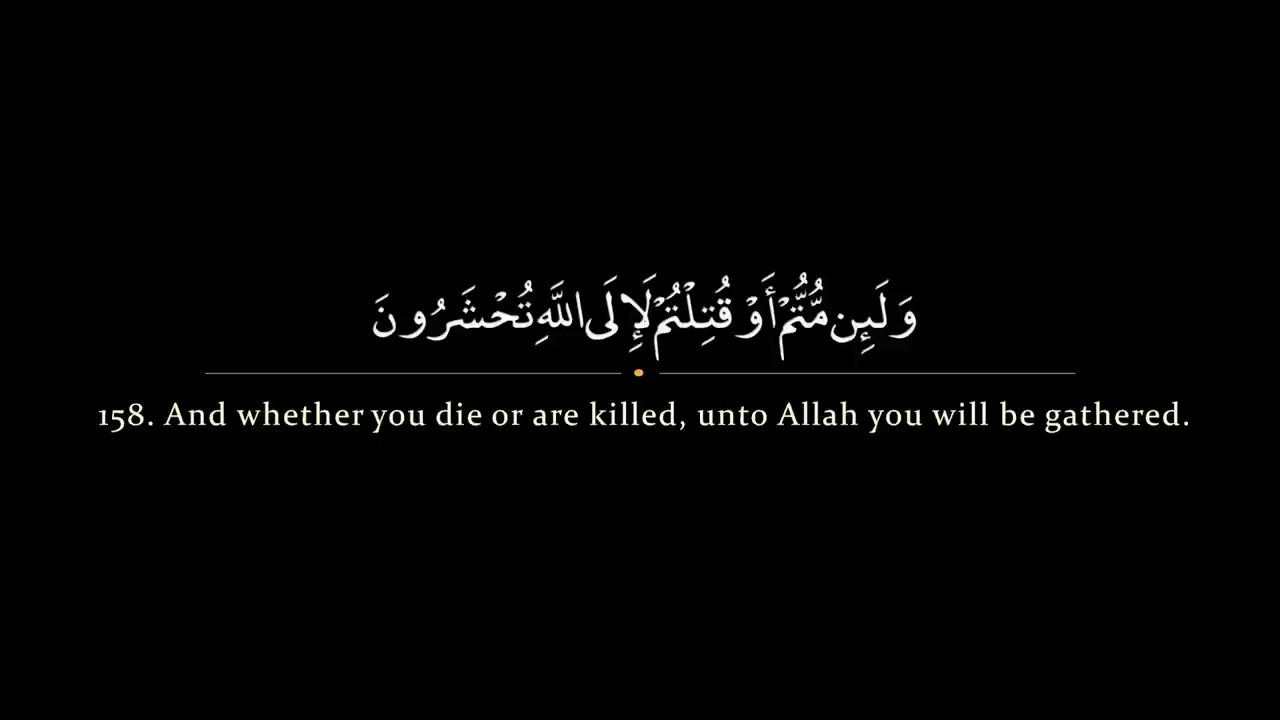 وَلَئِن مُّتُّمْ أَوْ قُتِلْتُمْ لَإِلَى اللَّهِ تُحْشَرُونَ
158. And whether you die or are killed, unto Allah you will be gathered.